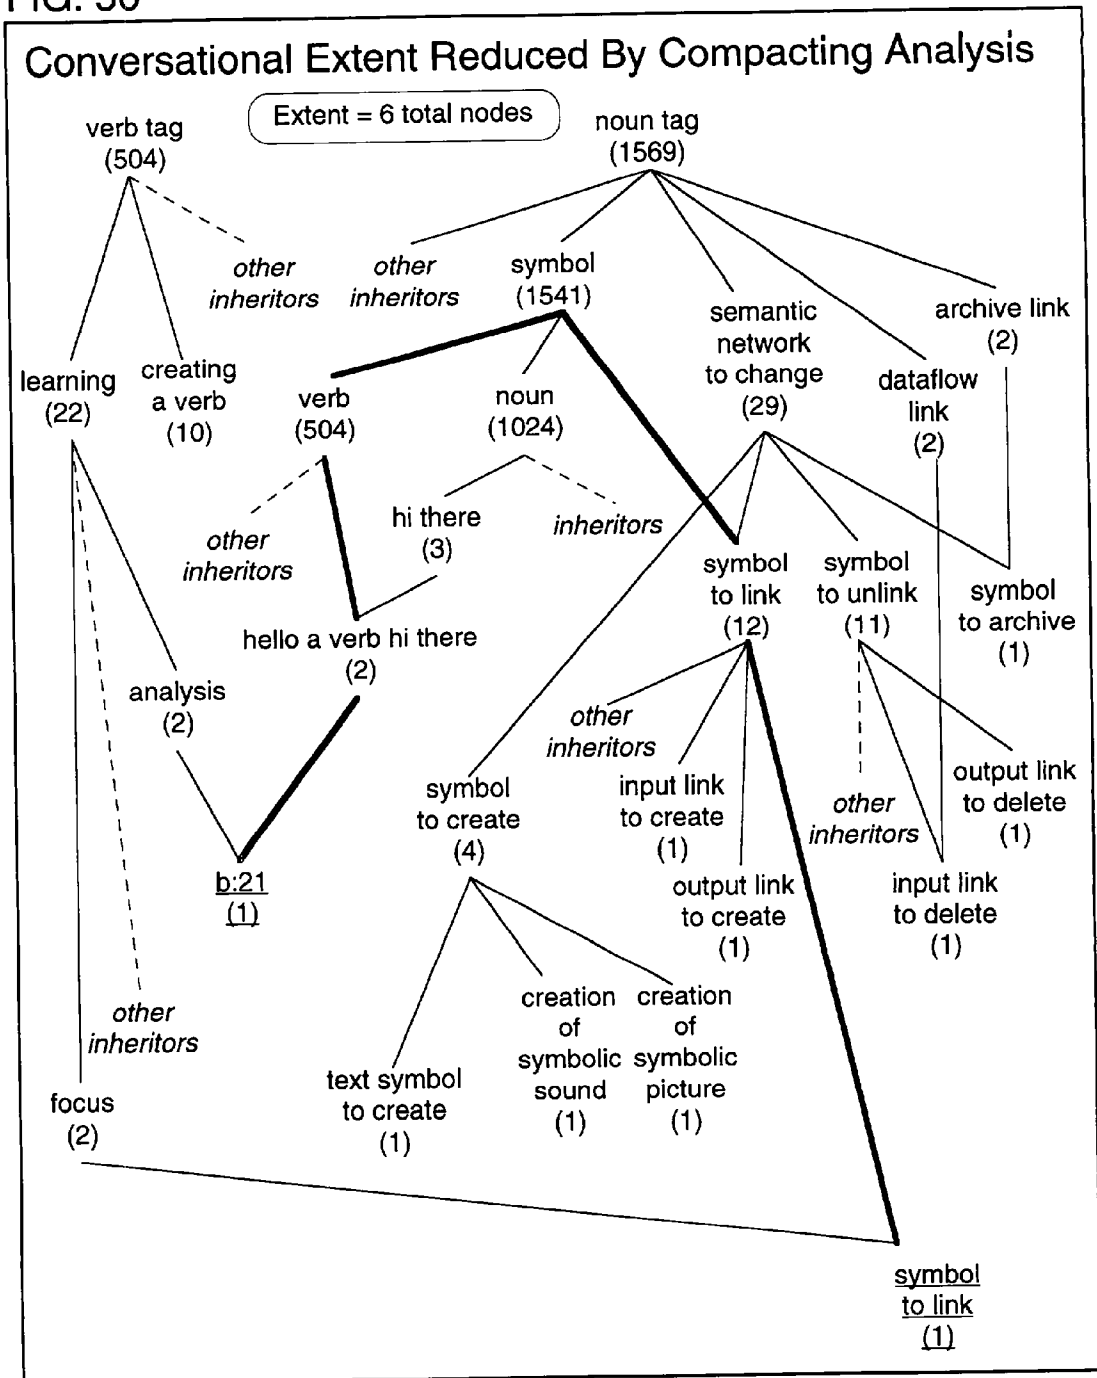 FIG. 30
Conversational Extent Reduced By Compacting Analysis
Extent = 6 total nodes
verb tag
(504)
noun tag
(1569)
other
inheritors
other
inheritors
symbol
(1541)
semantic
network
to change
(29)
archive link
(2)
learning
(22)
creating
a verb
(10)
verb
(504)
noun
(1024)
dataflow
link
(2)
other
inheritors
hi there
(3)
inheritors
symbol
to link
(12)
symbol
to unlink
(11)
symbol
to archive
(1)
hello a verb hi there
(2)
analysis
(2)
other
inheritors
symbol
to create
(4)
input link
to create
(1)
other
inheritors
output link
to delete
(1)
b:21
(1)
output link
to create
(1)
input link
to delete
(1)
other
inheritors
creation
of
symbolic
sound
(1)
creation
of
symbolic
picture
(1)
text symbol
to create
(1)
focus
(2)
symbol
to link
(1)